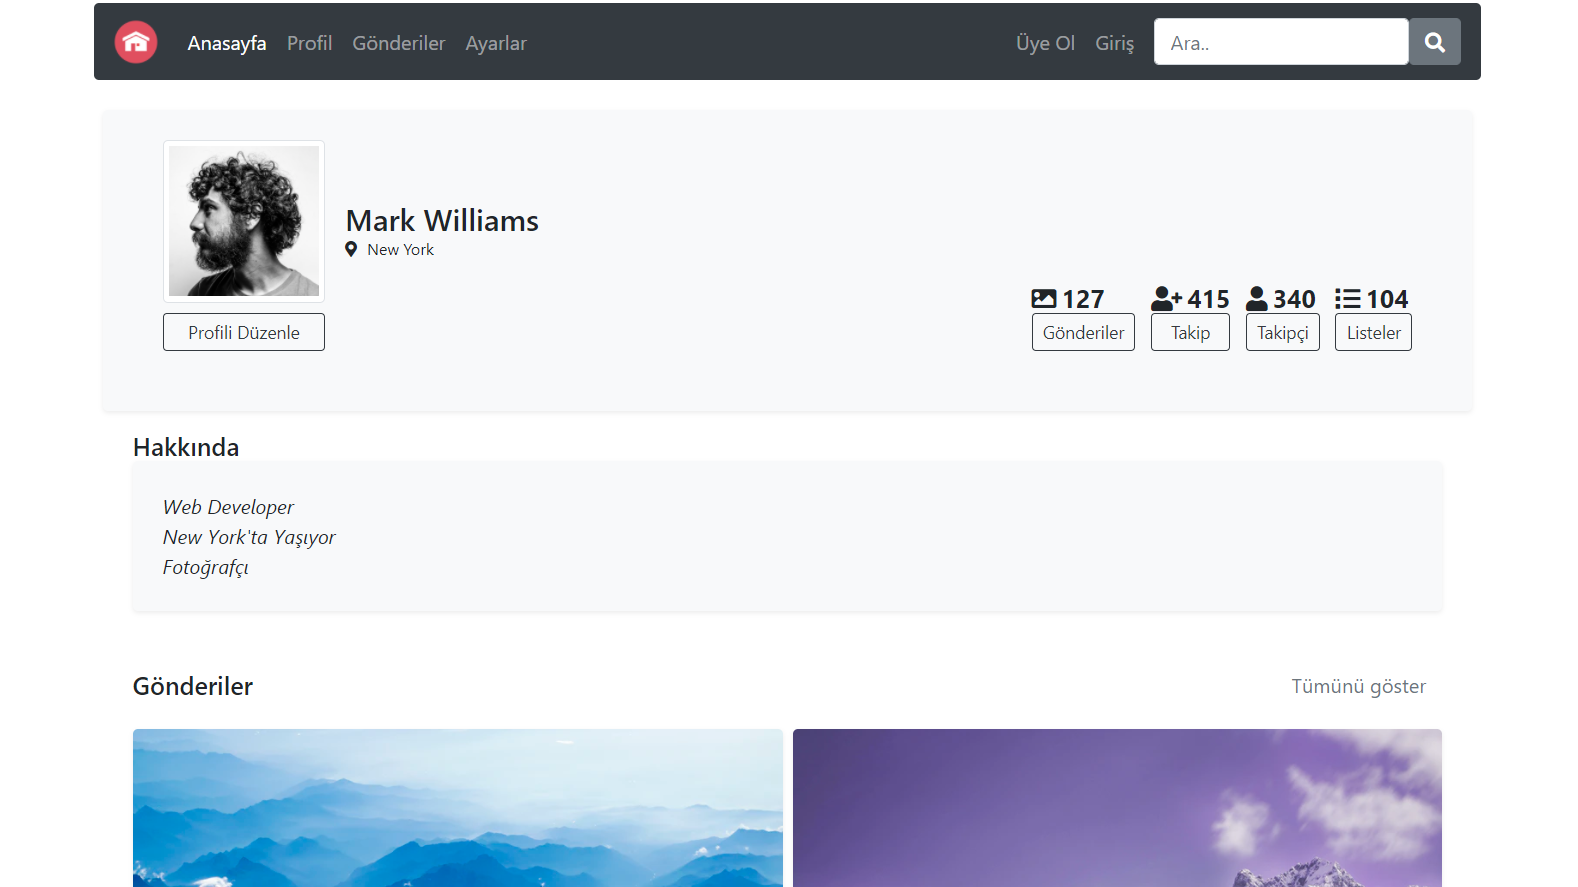 Anasayfa Profil Gönderiler Ayarlar Üye Ol Giriş Ara..
Mark Williams
New York
127 415 340 104
Profili Düzenle Gönderiler Takip Takipçi Listeler
Hakkında
Web Developer
New York'ta Yaşıyor
Fotoğrafçı
Gönderiler Tümünü göster